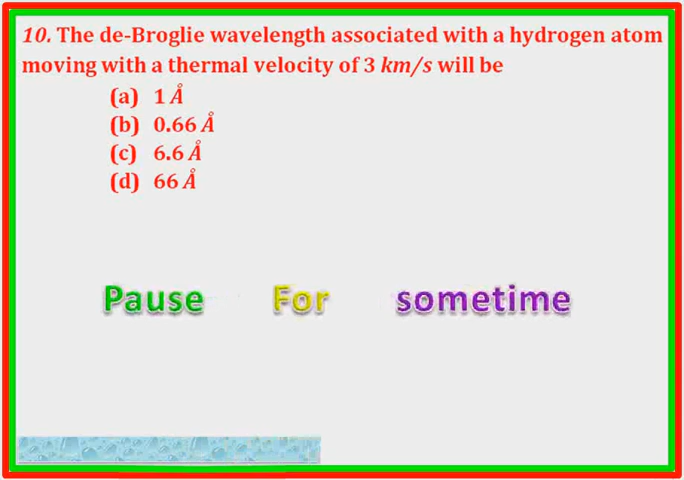 10. The de-Broglie wavelength associated with a hydrogen atom
moving with a thermal velocity of 3 km/s will be
(a) 1 Å
(b) 0.66 Å
(c) 6.6 Å
(d) 66 Å
Pause For sometime